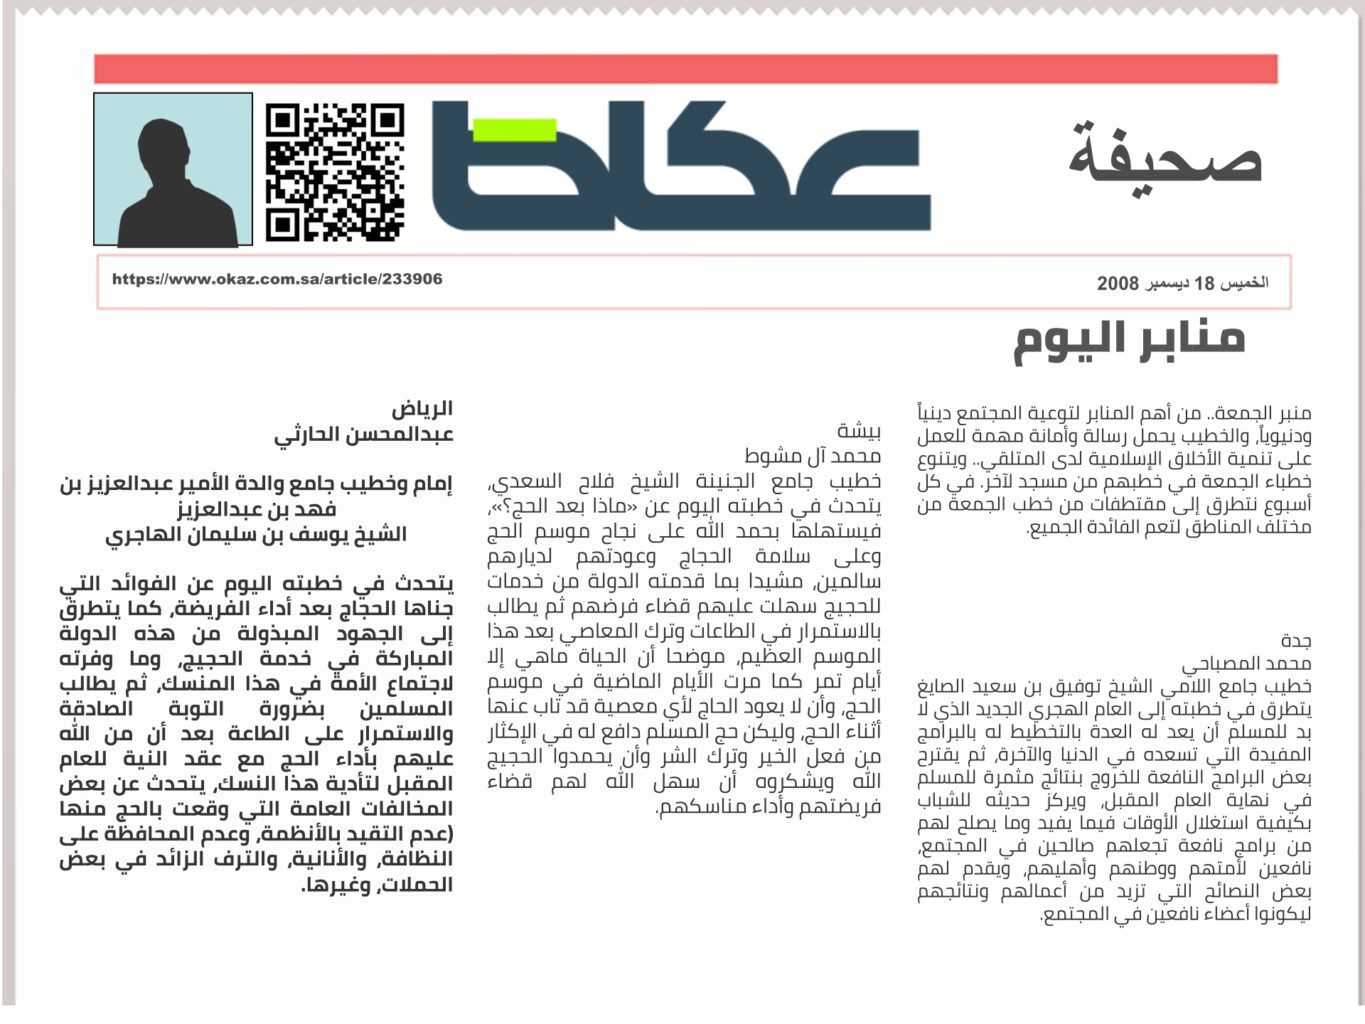 صحيفة
عكاظ
الخميس 18 ديسمبر 2008
https://www.okaz.com.sa/article/233906
منابر اليوم
منبر الجمعة.. من أهم المنابر لتوعية المجتمع دينياً
ودنيوياً، والخطيب يحمل رسالة وأمانة مهمة للعمل
على تنمية الأخلاق الإسلامية لدى المتلقي.. ويتنوع
خطباء الجمعة في خطبهم من مسجد لآخر. في كل
أسبوع نتطرق إلى مقتطفات من خطب الجمعة من
مختلف المناطق لتعم الفائدة الجميع.
جدة
محمد المصباحي
خطيب جامع اللامي الشيخ توفيق بن سعيد الصايغ
يتطرق في خطبته إلى العام الهجري الجديد الذي لا
بد للمسلم أن يعد له العدة بالتخطيط له بالبرامج
المفيدة التي تسعده في الدنيا والآخرة، ثم يقترح
بعض البرامج النافعة للخروج بنتائج مثمرة للمسلم
في نهاية العام المقبل، ويركز حديثه للشباب
بكيفية استغلال الأوقات فيما يفيد وما يصلح لهم
من برامج نافعة تجعلهم صالحين في المجتمع،
نافعين لأمتهم ووطنهم وأهليهم، ويقدم لهم
بعض النصائح التي تزيد من أعمالهم ونتائجهم
ليكونوا أعضاء نافعين في المجتمع.
بيشة
محمد آل مشوط
خطيب جامع الجنينة الشيخ فلاح السعدي،
يتحدث في خطبته اليوم عن «ماذا بعد الحج؟»،
فيستهلها بحمد الله على نجاح موسم الحج
وعلى سلامة الحجاج وعودتهم لديارهم
سالمين، مشيدا بما قدمته الدولة من خدمات
للحجيج سهلت عليهم قضاء فرضهم ثم يطالب
بالاستمرار في الطاعات وترك المعاصي بعد هذا
الموسم العظيم، موضحا أن الحياة ماهي إلا
أيام تمر كما مرت الأيام الماضية في موسم
الحج، وأن لا يعود الحاج لأي معصية قد تاب عنها
أثناء الحج، وليكن حج المسلم دافع له في الإكثار
من فعل الخير وترك الشر وأن يحمدوا الحجيج
الله ويشكروه أن سهل الله لهم قضاء
فريضتهم وأداء مناسكهم.
الرياض
عبدالمحسن الحارثي
إمام وخطيب جامع والدة الأمير عبدالعزيز بن
فهد بن عبدالعزيز
الشيخ يوسف بن سليمان الهاجري
يتحدث في خطبته اليوم عن الفوائد التي
جناها الحجاج بعد أداء الفريضة، كما يتطرق
إلى الجهود المبذولة من هذه الدولة
المباركة في خدمة الحجيج، وما وفرته
لاجتماع الأمة في هذا المنسك، ثم يطالب
المسلمين بضرورة التوبة الصادقة
والاستمرار على الطاعة بعد أن من الله
عليهم بأداء الحج مع عقد النية للعام
المقبل لتأدية هذا النسك، يتحدث عن بعض
المخالفات العامة التي وقعت بالحج منها
(عدم التقيد بالأنظمة، وعدم المحافظة على
النظافة، والأنانية، والترف الزائد في بعض
الحملات، وغيرها.